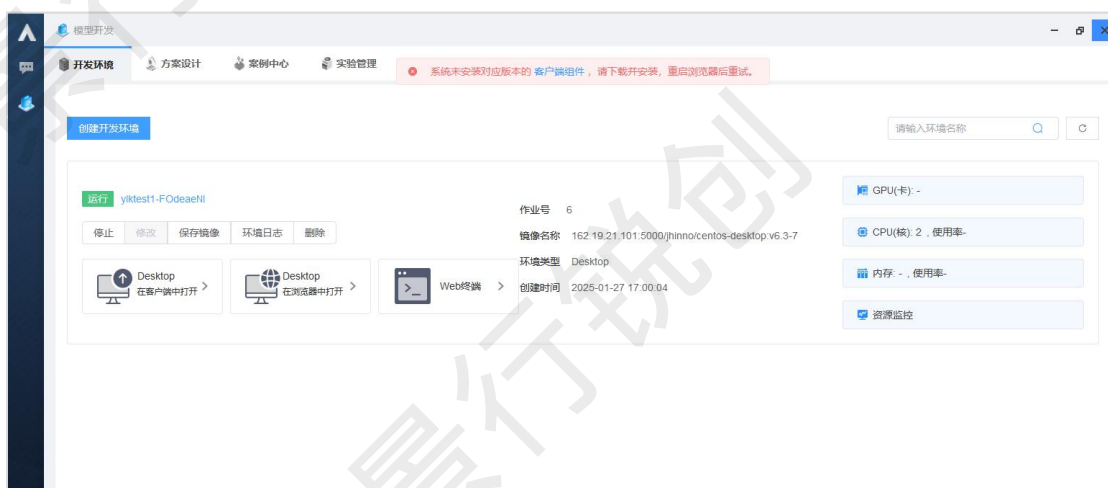 模型开发
开发环境 方案设计 案例中心 实验管理
系统未安装对应版本的 客户端组件 ，请下载并安装，重启浏览器后重试。
创建开发环境
请输入环境名称
运行 ylktest1-FOdeaeNl
停止 修改 保存镜像 环境日志 删除
Desktop
在客户端中打开
Desktop
在浏览器中打开
Web终端
作业号 6
镜像名称 162.19.21.101:5000/jhinno/centos-desktop:v6.3-7
环境类型 Desktop
创建时间 2025-01-27 17:00:04
GPU(卡): -
CPU(核): 2 , 使用率-
内存: - , 使用率-
资源监控
景行锐创